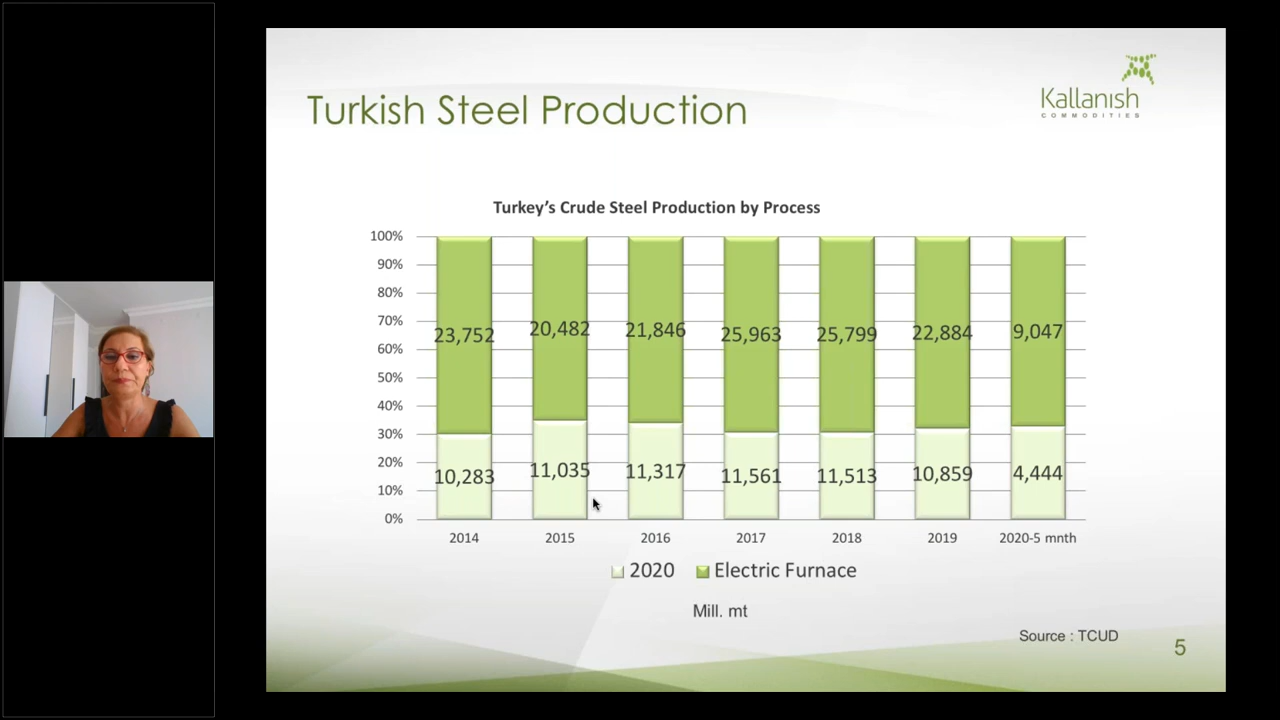 Turkish Steel Production
Kallanish
COMMODITIES
Turkey’s Crude Steel Production by Process
100%
90%
80%
70%
60%
50%
40%
30%
20%
10%
0%
23,752 20,482 21,846 25,963 25,799 22,884 9,047
10,283 11,035 11,317 11,561 11,513 10,859 4,444
2014 2015 2016 2017 2018 2019 2020-5 mnth
2020 Electric Furnace
Mill. mt
Source : TCUD
5